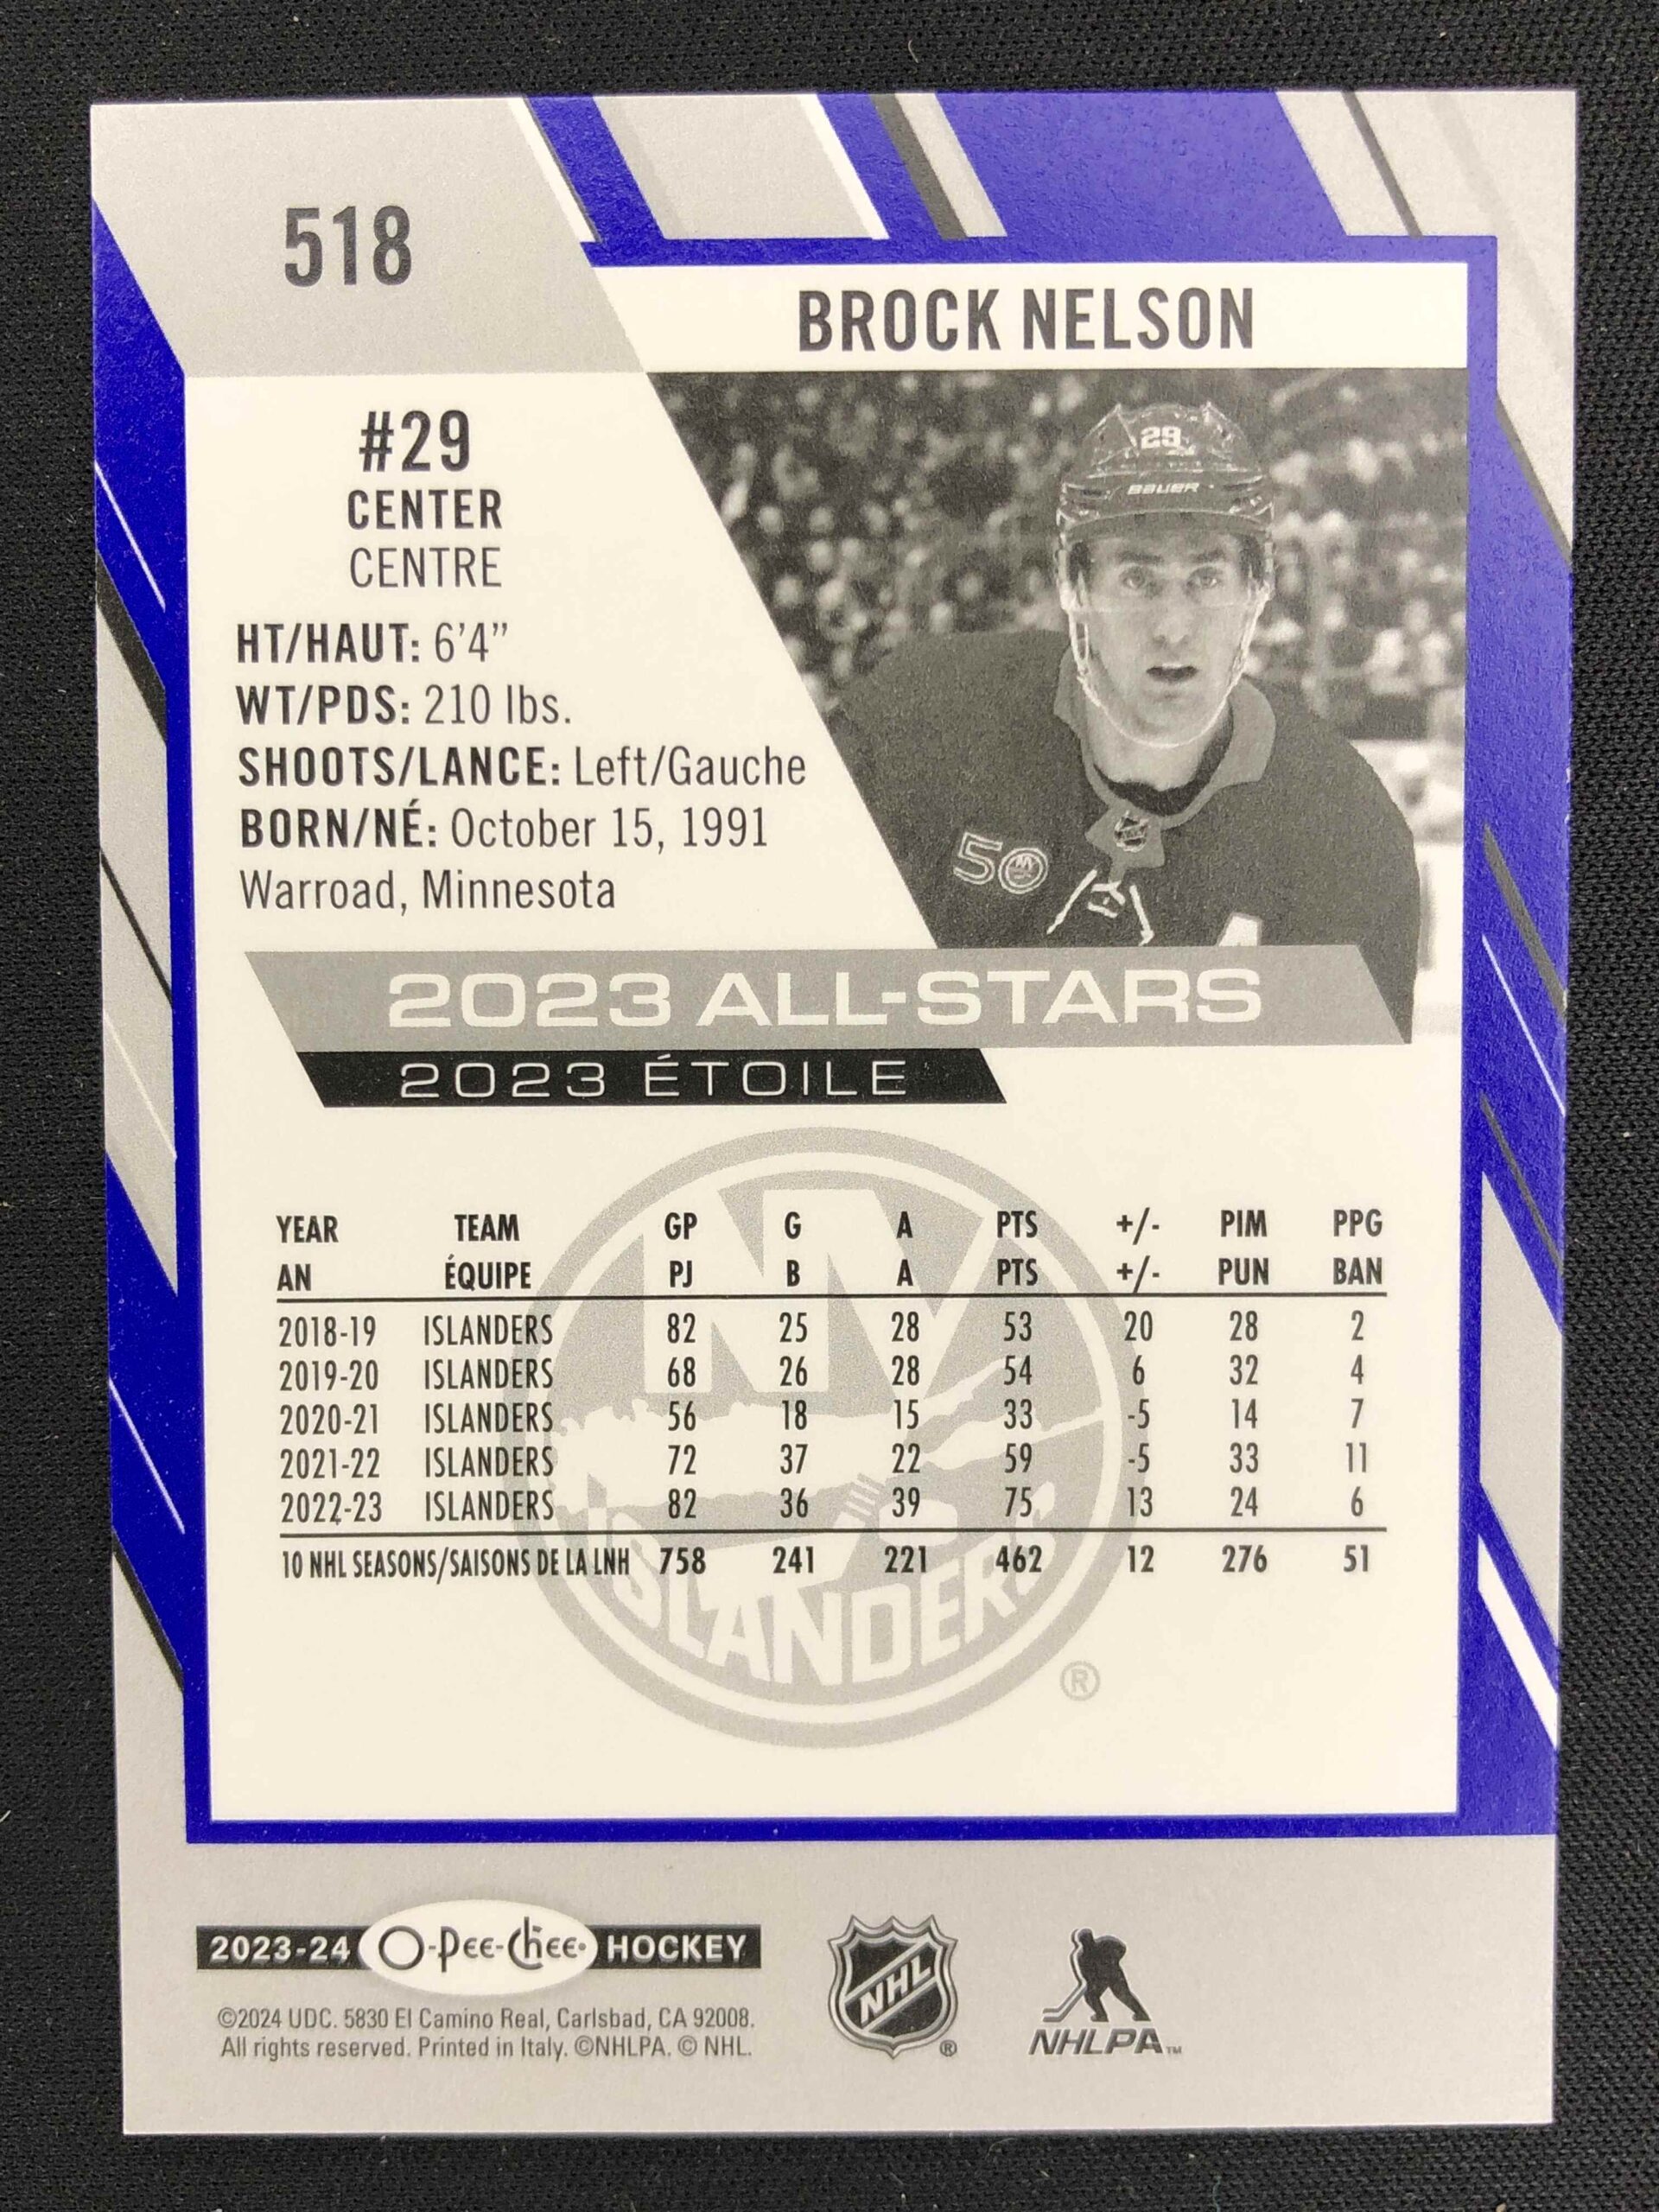 518
BROCK NELSON
#29
CENTER
CENTRE
HT/HAUT: 6'4"
WT/PDS: 210 lbs.
SHOOTS/LANCE: Left/Gauche
BORN/NÉ: October 15, 1991
Warroad, Minnesota
29
BAUER
50
A
2023 ALL-STARS
2023 ÉTOILE
YEAR TEAM GP G A PTS +/- PIM PPG
AN ÉQUIPE PJ B A PTS +/- PUN BAN
2018-19 ISLANDERS 82 25 28 53 20 28 2
2019-20 ISLANDERS 68 26 28 54 6 32 4
2020-21 ISLANDERS 56 18 15 33 -5 14 7
2021-22 ISLANDERS 72 37 22 59 -5 33 11
2022-23 ISLANDERS 82 36 39 75 13 24 6
10 NHL SEASONS/SAISONS DE LA LNH 758 241 221 462 12 276 51
NY
ISLANDERS
®
2023-24 O-Pee-Chee® HOCKEY
©2024 UDC. 5830 El Camino Real, Carlsbad, CA 92008.
All rights reserved. Printed in Italy. ©NHLPA. © NHL.
NHL ®
NHLPA™